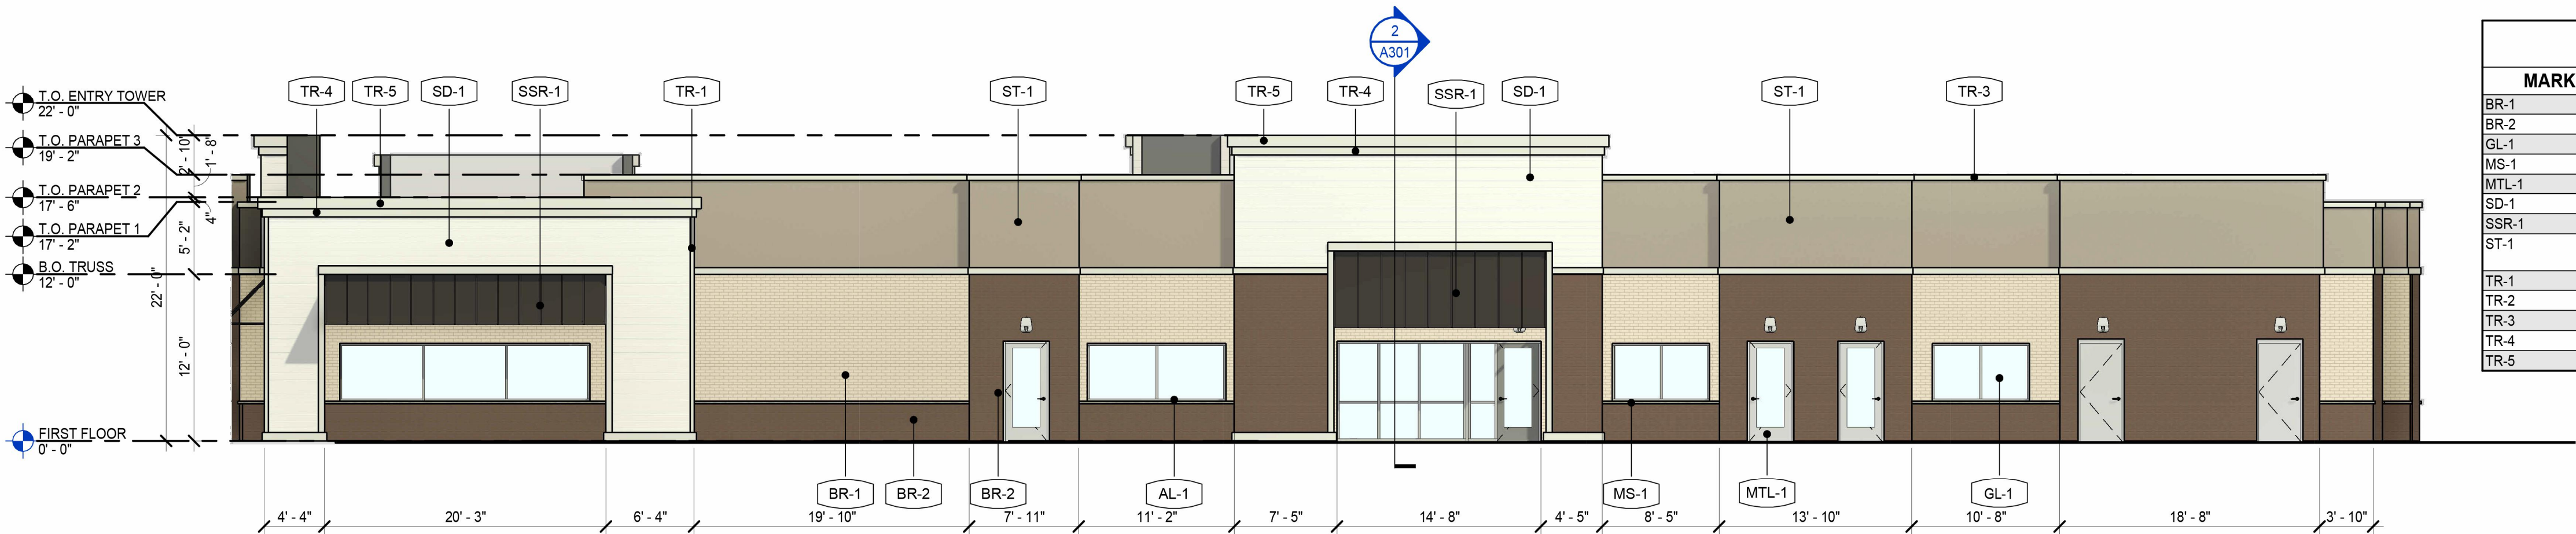 2
A301
MARK
TR-4 TR-5 SD-1 SSR-1 TR-1 ST-1 TR-5 TR-4 SSR-1 SD-1 ST-1 TR-3
T.O. ENTRY TOWER
22' - 0"
T.O. PARAPET 3
19' - 2"
T.O. PARAPET 2
17' - 6"
T.O. PARAPET 1
17' - 2"
B.O. TRUSS
12' - 0"
FIRST FLOOR
0' - 0"
22' - 0"
2' - 10"
1' - 8"
4"
5' - 2"
12' - 0"
BR-1
BR-2
GL-1
MS-1
MTL-1
SD-1
SSR-1
ST-1
TR-1
TR-2
TR-3
TR-4
TR-5
BR-1 BR-2 BR-2 AL-1 MS-1 MTL-1 GL-1
4' - 4" 20' - 3" 6' - 4" 19' - 10" 7' - 11" 11' - 2" 7' - 5" 14' - 8" 4' - 5" 8' - 5" 13' - 10" 10' - 8" 18' - 8" 3' - 10"